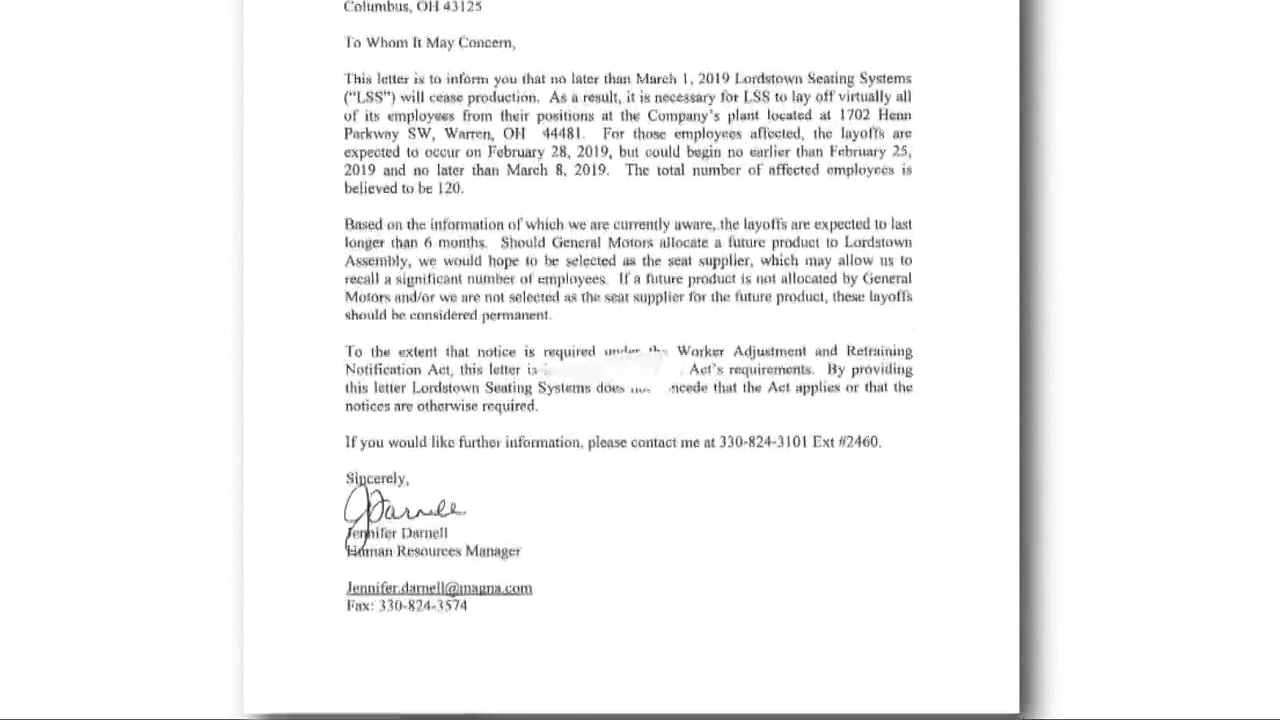 Columbus, OH 43125
To Whom It May Concern,
This letter is to inform you that no later than March 1, 2019 Lordstown Seating Systems
("LSS") will cease production. As a result, it is necessary for LSS to lay off virtually all
of its employees from their positions at the Company's plant located at 1702 Henn
Parkway SW, Warren, OH 44481. For those employees affected, the layoffs are
expected to occur on February 28, 2019, but could begin no earlier than February 25,
2019 and no later than March 8, 2019. The total number of affected employees is
believed to be 120.
Based on the information of which we are currently aware, the layoffs are expected to last
longer than 6 months. Should General Motors allocate a future product to Lordstown
Assembly, we would hope to be selected as the seat supplier, which may allow us to
recall a significant number of employees. If a future product is not allocated by General
Motors and/or we are not selected as the seat supplier for the future product, these layoffs
should be considered permanent.
To the extent that notice is required under the Worker Adjustment and Retraining
Notification Act, this letter is Act's requirements. By providing
this letter Lordstown Seating Systems does that the Act applies or that the
notices are otherwise required.
If you would like further information, please contact me at 330-824-3101 Ext #2460.
Sincerely,
JDarnell
Jennifer Darnell
Human Resources Manager
Jennifer.darnell@magna.com
Fax: 330-824-3574